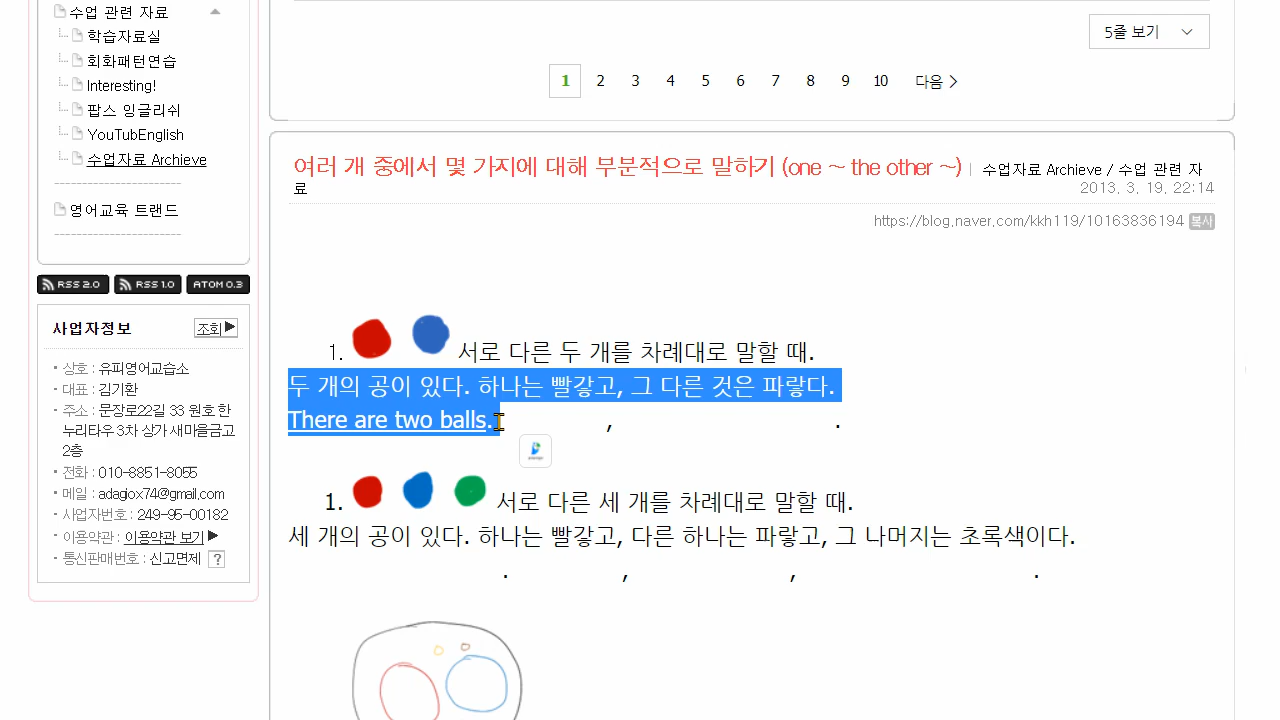 수업 관련 자료
학습자료실
회화패턴연습
Interesting!
팝스 잉글리쉬
YouTubEnglish
수업자료 Archieve
영어교육 트랜드
RSS 2.0 RSS 1.0 ATOM 0.3
사업자정보 조회▶
· 상호 : 유피영어교습소
· 대표 : 김기환
· 주소 : 문장로22길 33 원호 한
누리타우 3차 상가 새마을금고
2층
· 전화 : 010-8851-8055
· 메일 : adagiox74@gmail.com
· 사업자번호 : 249-95-00182
· 이용약관 : 이용약관 보기▶
· 통신판매번호 : 신고면제 ?
5줄 보기
1 2 3 4 5 6 7 8 9 10 다음 >
여러 개 중에서 몇 가지에 대해 부분적으로 말하기 (one ~ the other ~) | 수업자료 Archieve / 수업 관련 자
료 2013. 3. 19. 22:14
https://blog.naver.com/kkh119/10163836194 복사
1. 서로 다른 두 개를 차례대로 말할 때.
두 개의 공이 있다. 하나는 빨갛고, 그 다른 것은 파랗다.
There are two balls. , .
1. 서로 다른 세 개를 차례대로 말할 때.
세 개의 공이 있다. 하나는 빨갛고, 다른 하나는 파랗고, 그 나머지는 초록색이다.
. , , .